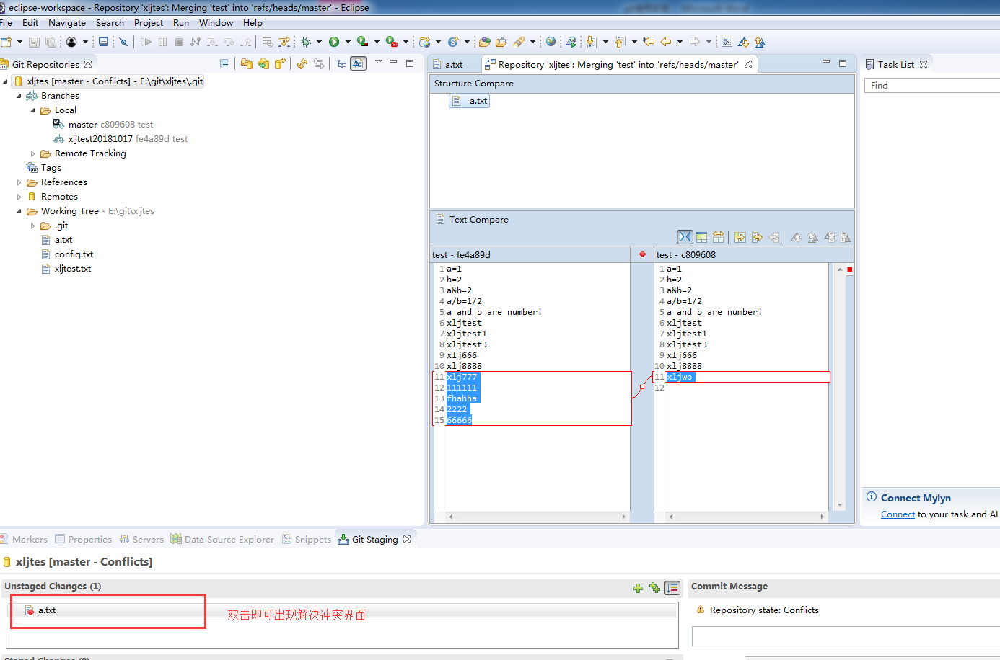 eclipse-workspace - Repository 'xljtes': Merging 'test' into 'refs/heads/master' - Eclipse
File Edit Navigate Search Project Run Window Help
Git Repositories
xljtes [master - Conflicts] - E:\git\xljtes\.git
Branches
Local
master c809608 test
xljtest20181017 fe4a89d test
Remote Tracking
Tags
References
Remotes
Working Tree - E:\git\xljtes
.git
a.txt
config.txt
xljtest.txt
a.txt
Repository 'xljtes': Merging 'test' into 'refs/heads/master'
Structure Compare
a.txt
Text Compare
test - fe4a89d
1 a=1
2 b=2
3 a&b=2
4 a/b=1/2
5 a and b are number!
6 xljtest
7 xljtest1
8 xljtest3
9 xlj666
10 xlj8888
11 xlj777
12 111111
13 fhahha
14 2222
15 66666
test - c809608
1 a=1
2 b=2
3 a&b=2
4 a/b=1/2
5 a and b are number!
6 xljtest
7 xljtest1
8 xljtest3
9 xlj666
10 xlj8888
11 xljwo
12
Task List
Find
Connect Mylyn
Connect to your task and AL
Markers Properties Servers Data Source Explorer Snippets Git Staging
xljtes [master - Conflicts]
Unstaged Changes (1)
a.txt
双击即可出现解决冲突界面
Commit Message
Repository state: Conflicts
Staged Changes (0)